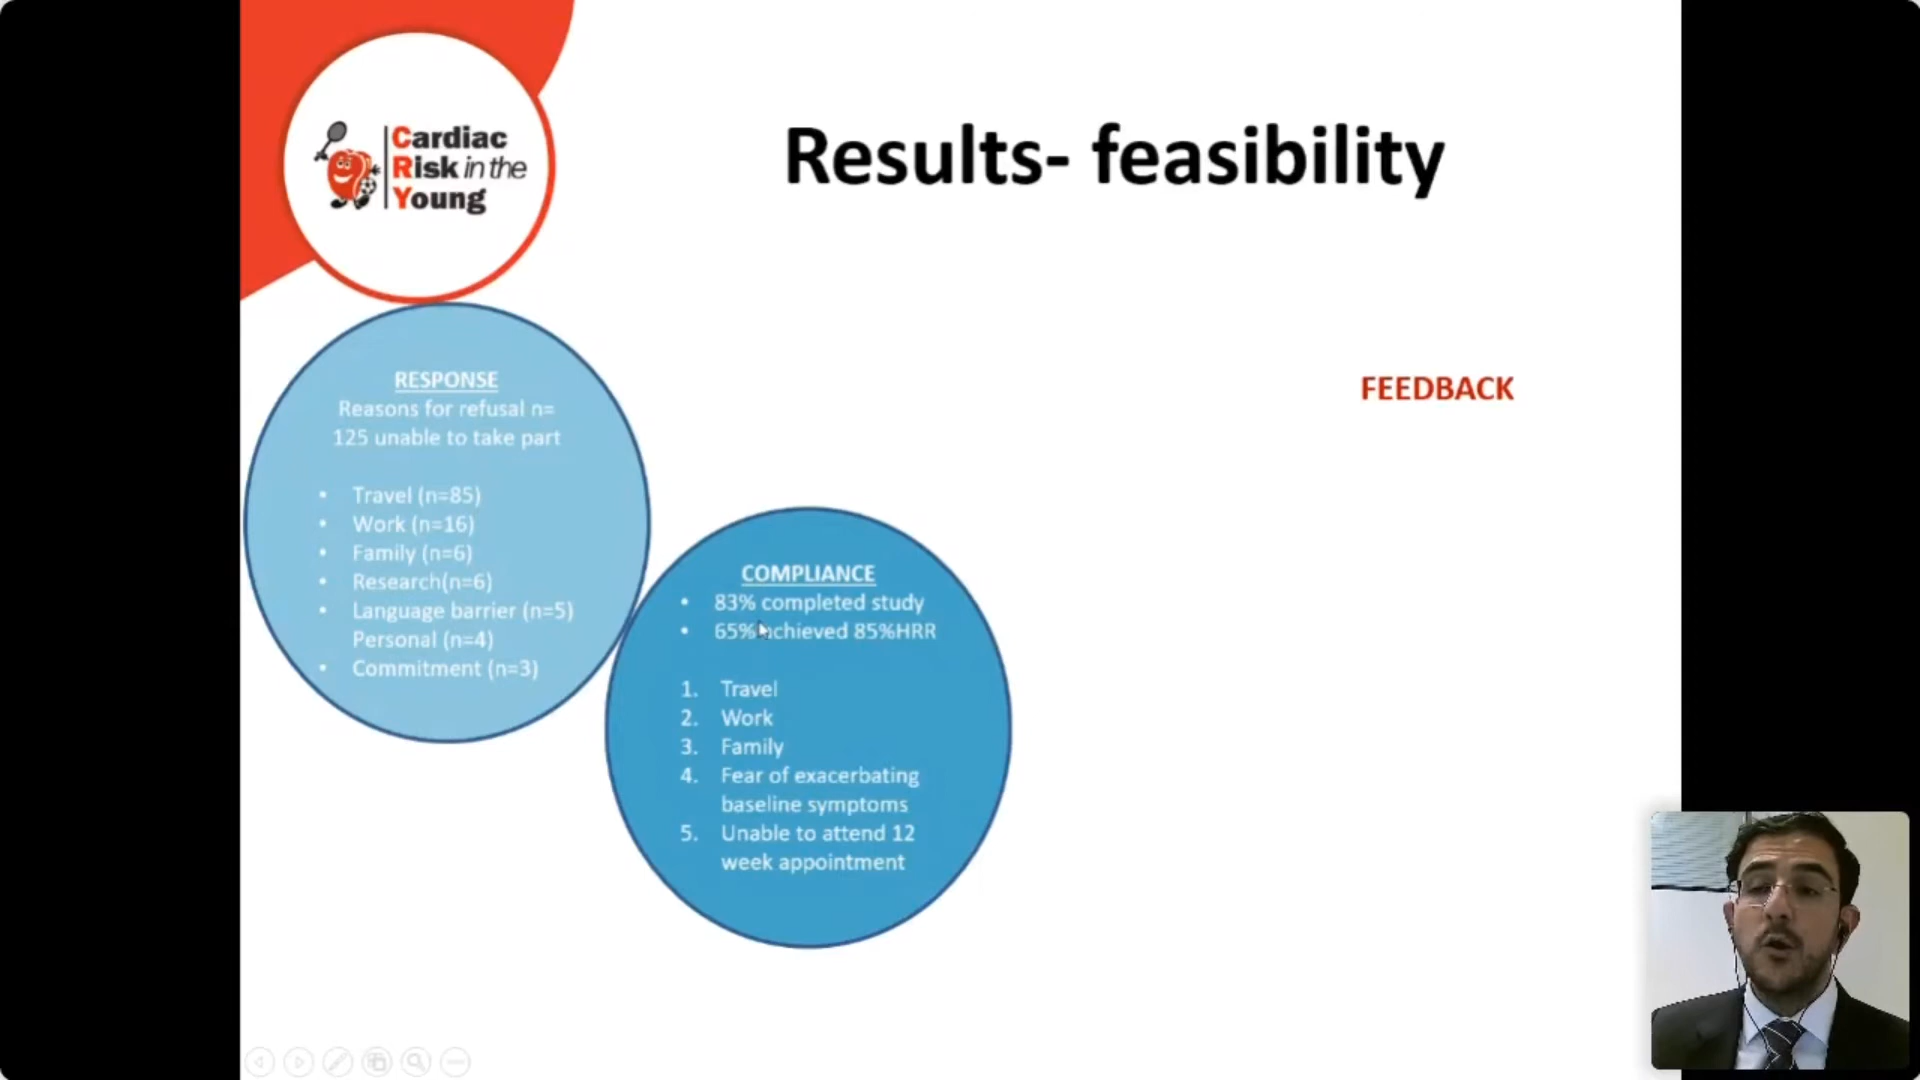 Cardiac
Risk in the
Young
Results- feasibility
RESPONSE
Reasons for refusal n=
125 unable to take part
• Travel (n=85)
• Work (n=16)
• Family (n=6)
• Research(n=6)
• Language barrier (n=5)
Personal (n=4)
• Commitment (n=3)
COMPLIANCE
• 83% completed study
• 65% achieved 85%HRR
1. Travel
2. Work
3. Family
4. Fear of exacerbating
baseline symptoms
5. Unable to attend 12
week appointment
FEEDBACK